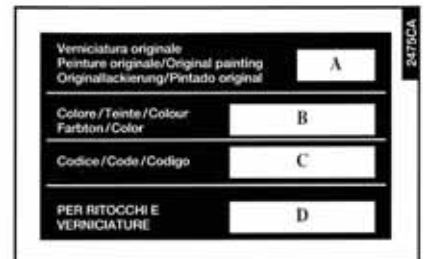 Verniciatura originale
Peinture originale/Original painting
Originallackierung/Pintado original
A
Colore/Teinte/Colour
Farbton/Color
B
Codice/Code/Codigo
C
PER RITOCCHI E
VERNICIATURE
D
2475CA